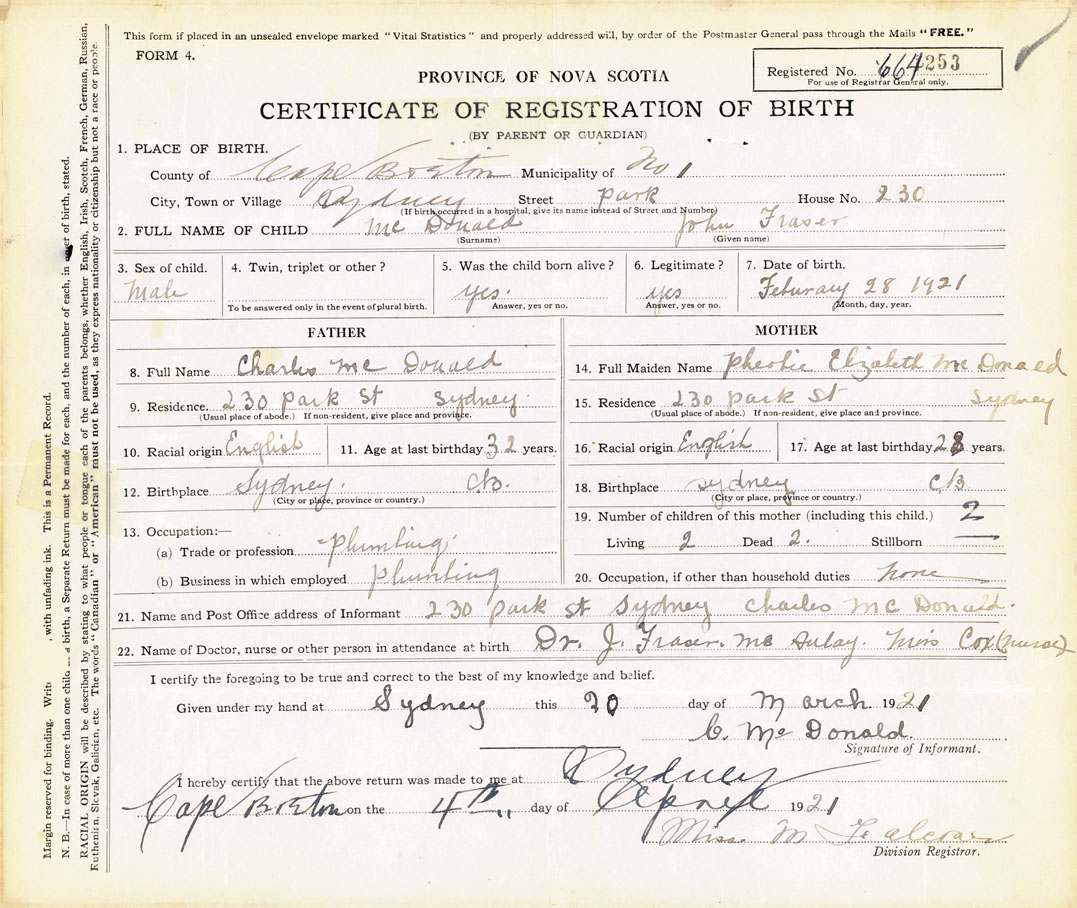 This form if placed in an unsealed envelope marked "Vital Statistics" and properly addressed will, by order of the Postmaster General pass through the Mails "FREE."
FORM 4.
Registered No. 664253
For use of Registrar General only.
PROVINCE OF NOVA SCOTIA
CERTIFICATE OF REGISTRATION OF BIRTH
(BY PARENT OR GUARDIAN)
1. PLACE OF BIRTH.
County of Cape Breton Municipality of No 1
City, Town or Village Sydney Street Park House No. 230
(If birth occurred in a hospital, give its name instead of Street and Number)
2. FULL NAME OF CHILD Mc Donald John Fraser
(Surname) (Given name)
3. Sex of child. 4. Twin, triplet or other? 5. Was the child born alive? 6. Legitimate? 7. Date of birth.
Male yes. yes Feburary 28 1921
To be answered only in the event of plural birth. Answer, yes or no. Answer, yes or no. Month, day, year.
FATHER
8. Full Name Charles Mc Donald
9. Residence. 230 Park St Sydney
(Usual place of abode.) If non-resident, give place and province.
10. Racial origin English 11. Age at last birthday 32 years.
12. Birthplace Sydney. C.B.
(City or place, province or country.)
13. Occupation:—
(a) Trade or profession Plumbing
(b) Business in which employed Plumbing
MOTHER
14. Full Maiden Name Pheobie Elizabeth Mc Donald
15. Residence 230 Park St Sydney
(Usual place of abode.) If non-resident, give place and province.
16. Racial origin English 17. Age at last birthday 28 years.
18. Birthplace Sydney C.B.
(City or place, province or country.)
19. Number of children of this mother (including this child.) 2
Living 2 Dead 2. Stillborn —
20. Occupation, if other than household duties none
21. Name and Post Office address of Informant 230 Park St Sydney Charles Mc Donald.
22. Name of Doctor, nurse or other person in attendance at birth Dr. J. Fraser. Mc Aulay. Miss Cox (nurse)
I certify the foregoing to be true and correct to the best of my knowledge and belief.
Given under my hand at Sydney this 20 day of March 1921
C. Mc Donald.
Signature of Informant.
I hereby certify that the above return was made to me at Sydney
Cape Breton on the 4th day of April 1921
Miss. M
Division Registrar.
Margin reserved for binding. with unfading ink. This is a Permanent Record.
N. B.—In case of more than one a birth, a Separate Return must be made for each, and the number of each, in of birth, stated.
RACIAL ORIGIN will be described by stating to what people or tongue each of the parents belongs, whether English, Irish, Scotch, French, German, Russian,
Ruthenian, Slovak, Galician, etc. The words "Canadian" or "American" must not be used, as they express nationality or citizenship but not a race or people.